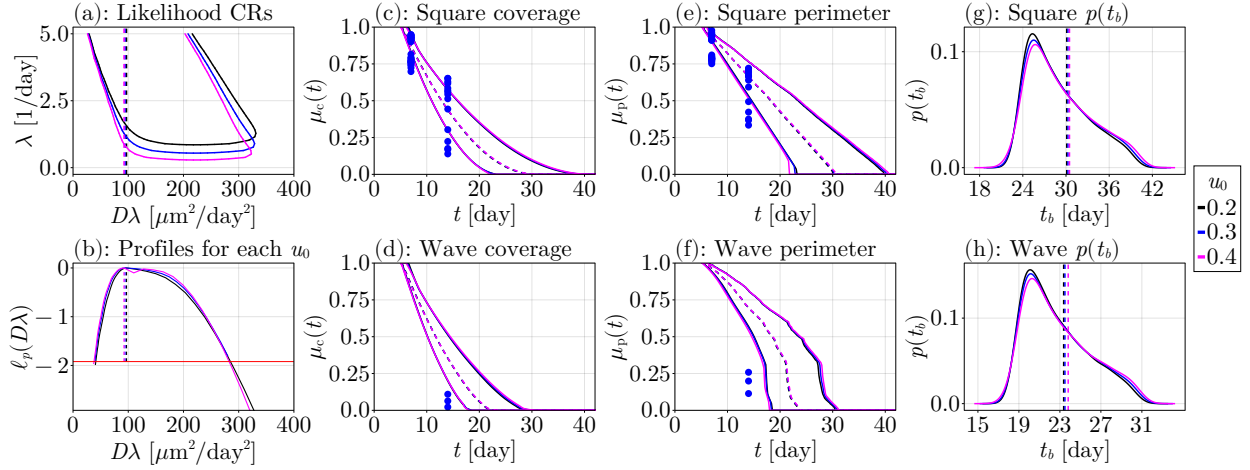 (a): Likelihood CRs
5.0
2.5
0.0
λ [1/day]
0 100 200 300 400
Dλ [μm²/day²]
(c): Square coverage
1.00
0.75
0.5
0.25
0.0
μc(t)
0 10 20 30 40
t [day]
(e): Square perimeter
1.00
0.75
0.5
0.25
0.0
μp(t)
0 10 20 30 40
t [day]
(g): Square p(tb)
0.1
0.0
p(tb)
18 24 30 36 42
tb [day]
u0
0.2
0.3
0.4
(b): Profiles for each u0
0
−1
−2
ℓp(Dλ)
0 100 200 300 400
Dλ [μm²/day²]
(d): Wave coverage
1.00
0.75
0.5
0.25
0.0
μc(t)
0 10 20 30 40
t [day]
(f): Wave perimeter
1.00
0.75
0.5
0.25
0.0
μp(t)
0 10 20 30 40
t [day]
(h): Wave p(tb)
0.1
0.0
p(tb)
15 19 23 27 31
tb [day]